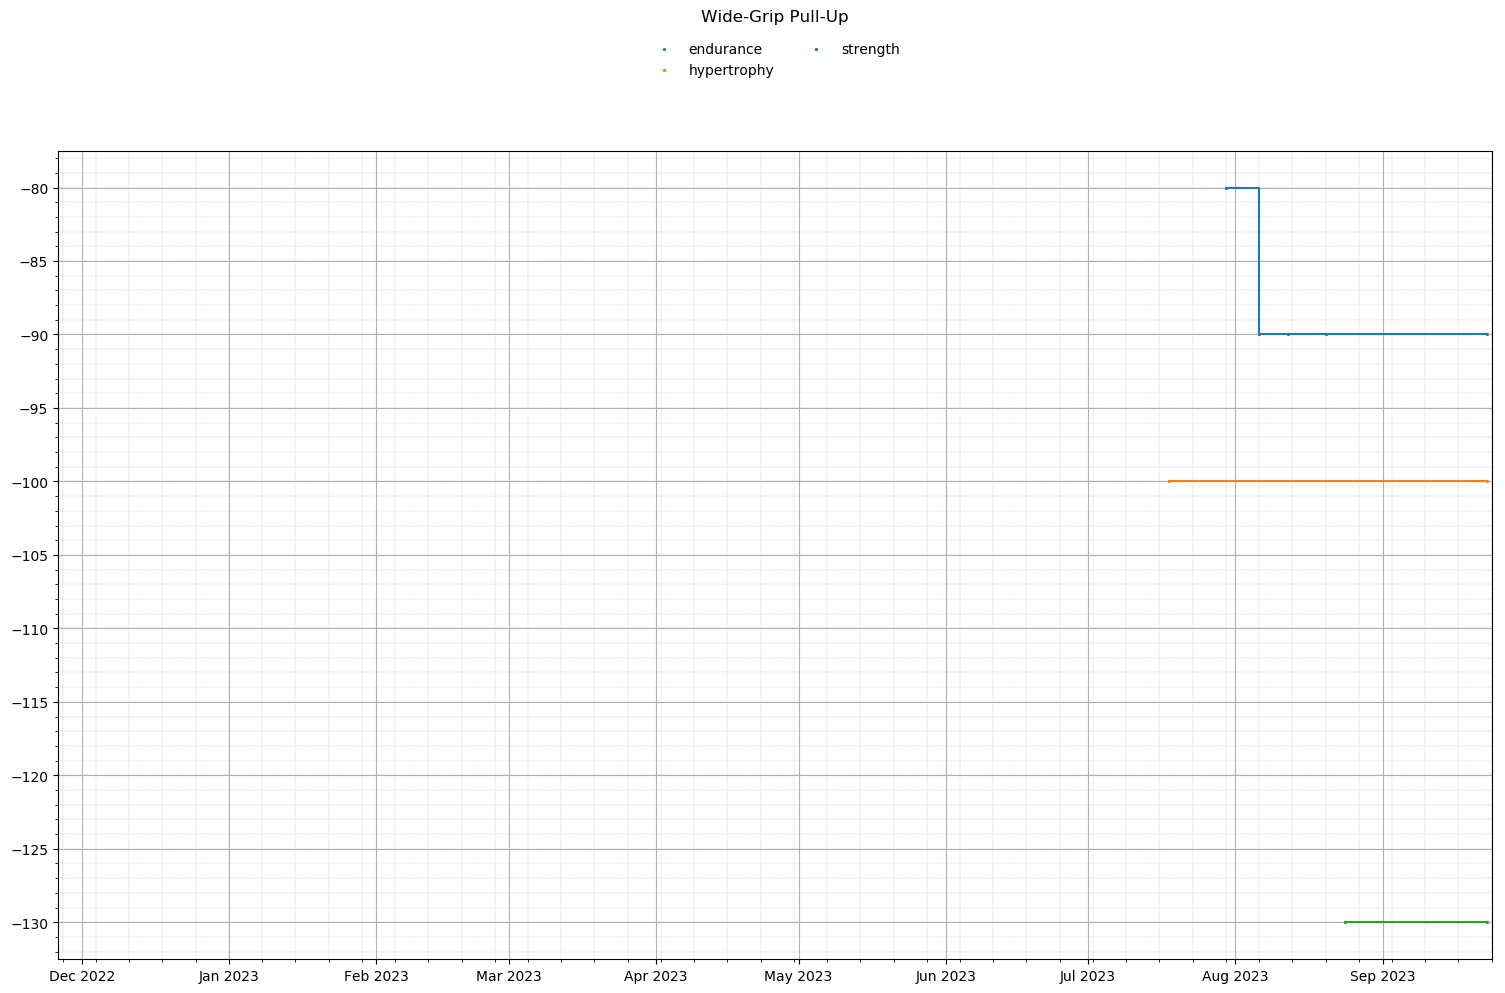 Wide-Grip Pull-Up
endurance
hypertrophy
strength
−80
−85
−90
−95
−100
−105
−110
−115
−120
−125
−130
Dec 2022
Jan 2023
Feb 2023
Mar 2023
Apr 2023
May 2023
Jun 2023
Jul 2023
Aug 2023
Sep 2023